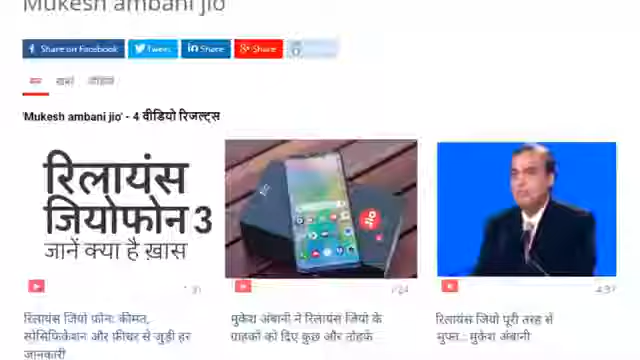 Mukesh ambani jio
Share on Facebook
Tweet
Share
Share
'Mukesh ambani jio' - 4 वीडियो रिजल्ट्स
रिलायंस
जियोफोन 3
जानें क्या है ख़ास
jio
4:37
रिलायंस जियो फ़ोन: कीमत,
स्पेसिफिकेशन और फ़ीचर से जुड़ी हर
जानकारी
मुकेश अंबानी ने रिलायंस जियो के
ग्राहकों को दिए कुछ और तोहफे
रिलायंस जियो पूरी तरह से
मुफ्त... मुकेश अंबानी